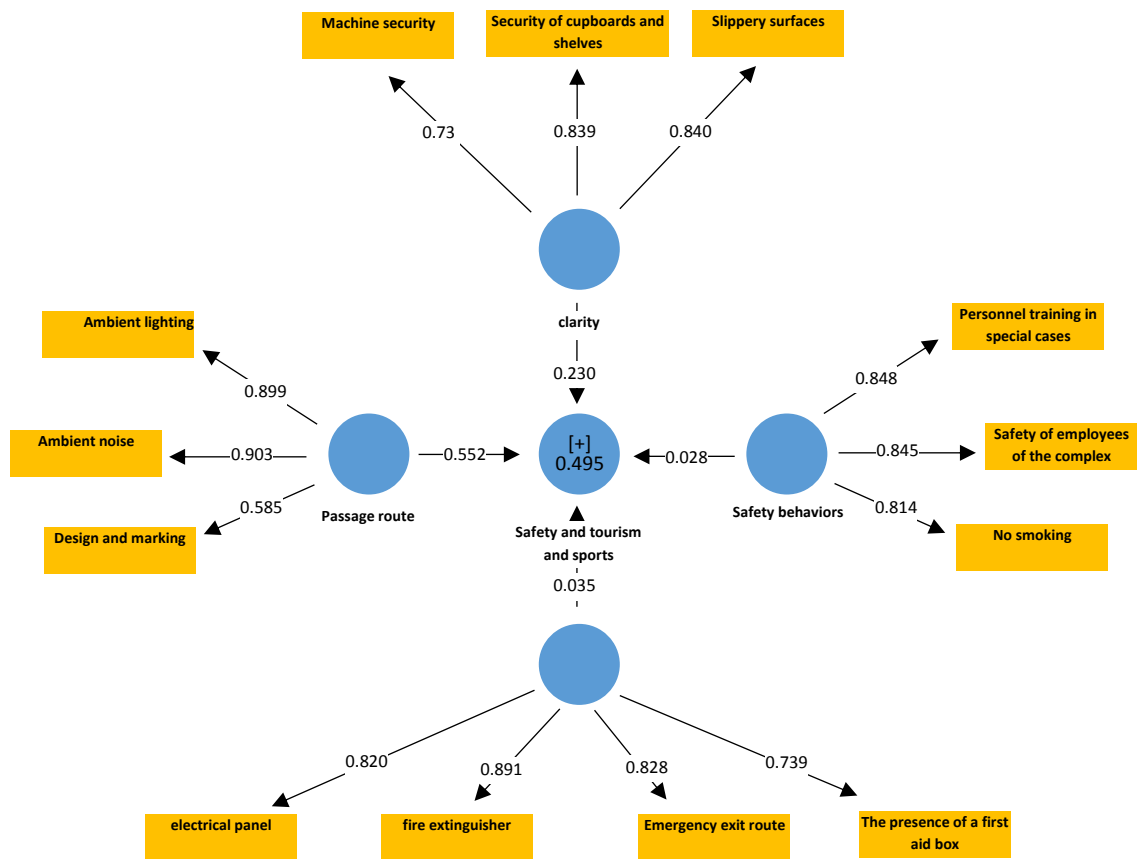 Machine security
Security of cupboards and
shelves
Slippery surfaces
0.73
0.839
0.840
clarity
0.230
Ambient lighting
0.899
Ambient noise
0.903
Design and marking
0.585
Passage route
0.552
[+]
0.495
Safety and tourism
and sports
0.028
Safety behaviors
Personnel training in
special cases
0.848
Safety of employees
of the complex
0.845
No smoking
0.814
0.035
0.820
0.891
0.828
0.739
electrical panel
fire extinguisher
Emergency exit route
The presence of a first
aid box